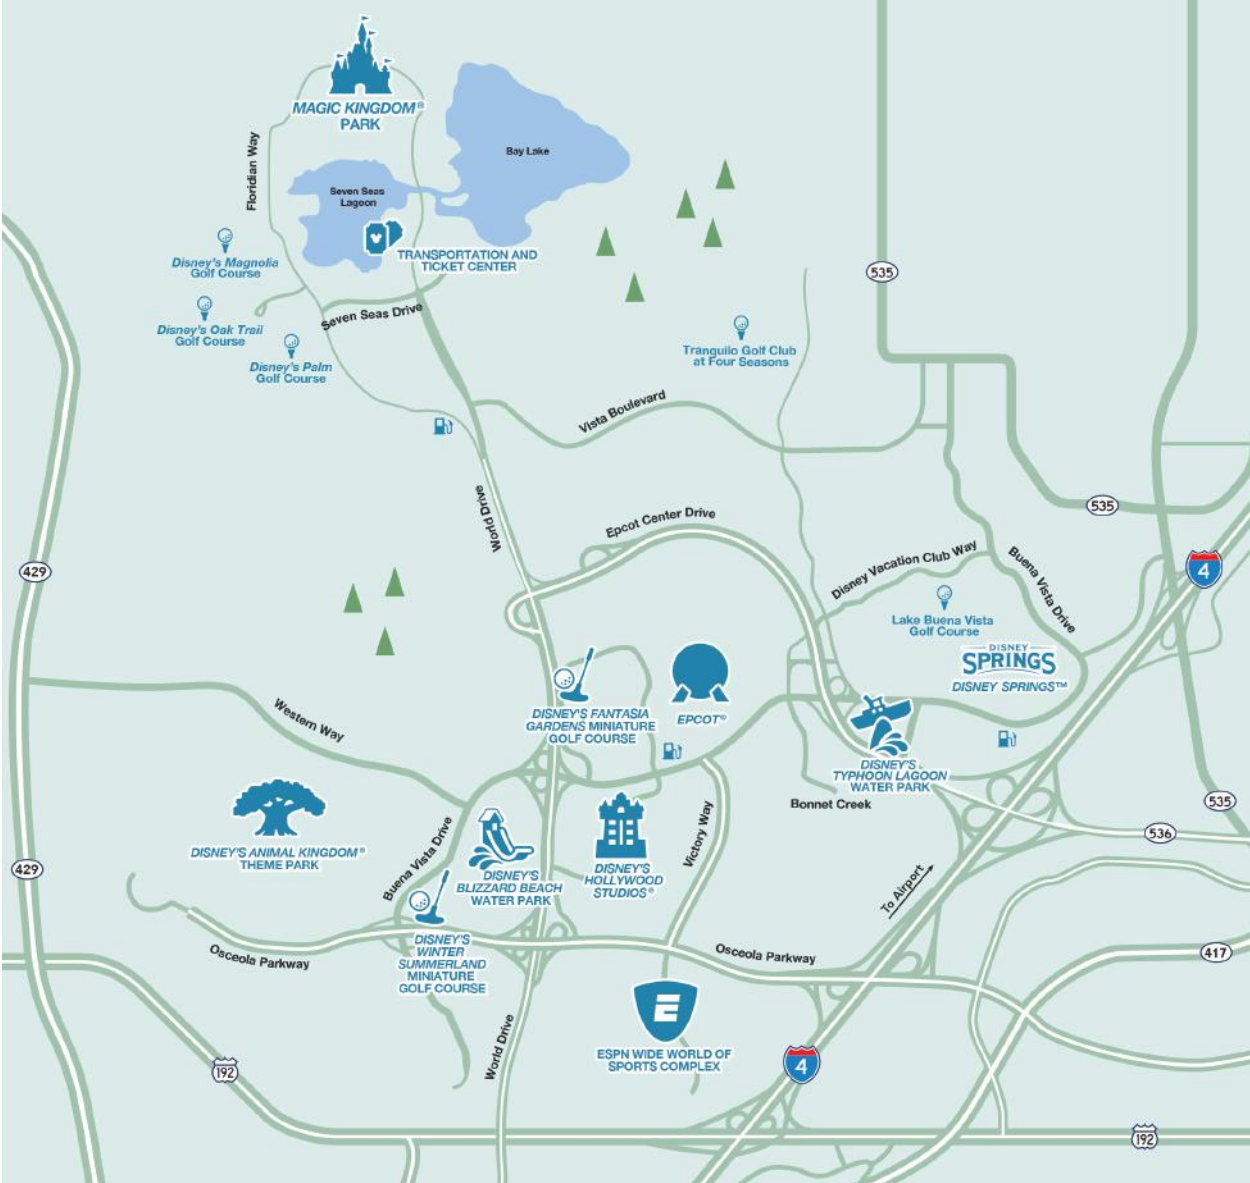 MAGIC KINGDOM®
PARK
Bay Lake
Floridian Way
Seven Seas
Lagoon
Disney's Magnolia
Golf Course
TRANSPORTATION AND
TICKET CENTER
535
Disney's Oak Trail
Golf Course
Seven Seas Drive
Disney's Palm
Golf Course
Tranquilo Golf Club
at Four Seasons
Vista Boulevard
World Drive
Epcot Center Drive
535
429
Disney Vacation Club Way
Buena Vista Drive
4
Lake Buena Vista
Golf Course
DISNEY
SPRINGS
DISNEY SPRINGS™
Western Way
DISNEY'S FANTASIA
GARDENS MINIATURE
GOLF COURSE
EPCOT®
DISNEY'S
TYPHOON LAGOON
WATER PARK
Bonnet Creek
535
536
DISNEY'S ANIMAL KINGDOM®
THEME PARK
429
Buena Vista Drive
DISNEY'S
BLIZZARD BEACH
WATER PARK
DISNEY'S
HOLLYWOOD
STUDIOS®
Victory Way
To Airport
Osceola Parkway
DISNEY'S
WINTER
SUMMERLAND
MINIATURE
GOLF COURSE
Osceola Parkway
417
E
World Drive
ESPN WIDE WORLD OF
SPORTS COMPLEX
4
192
192